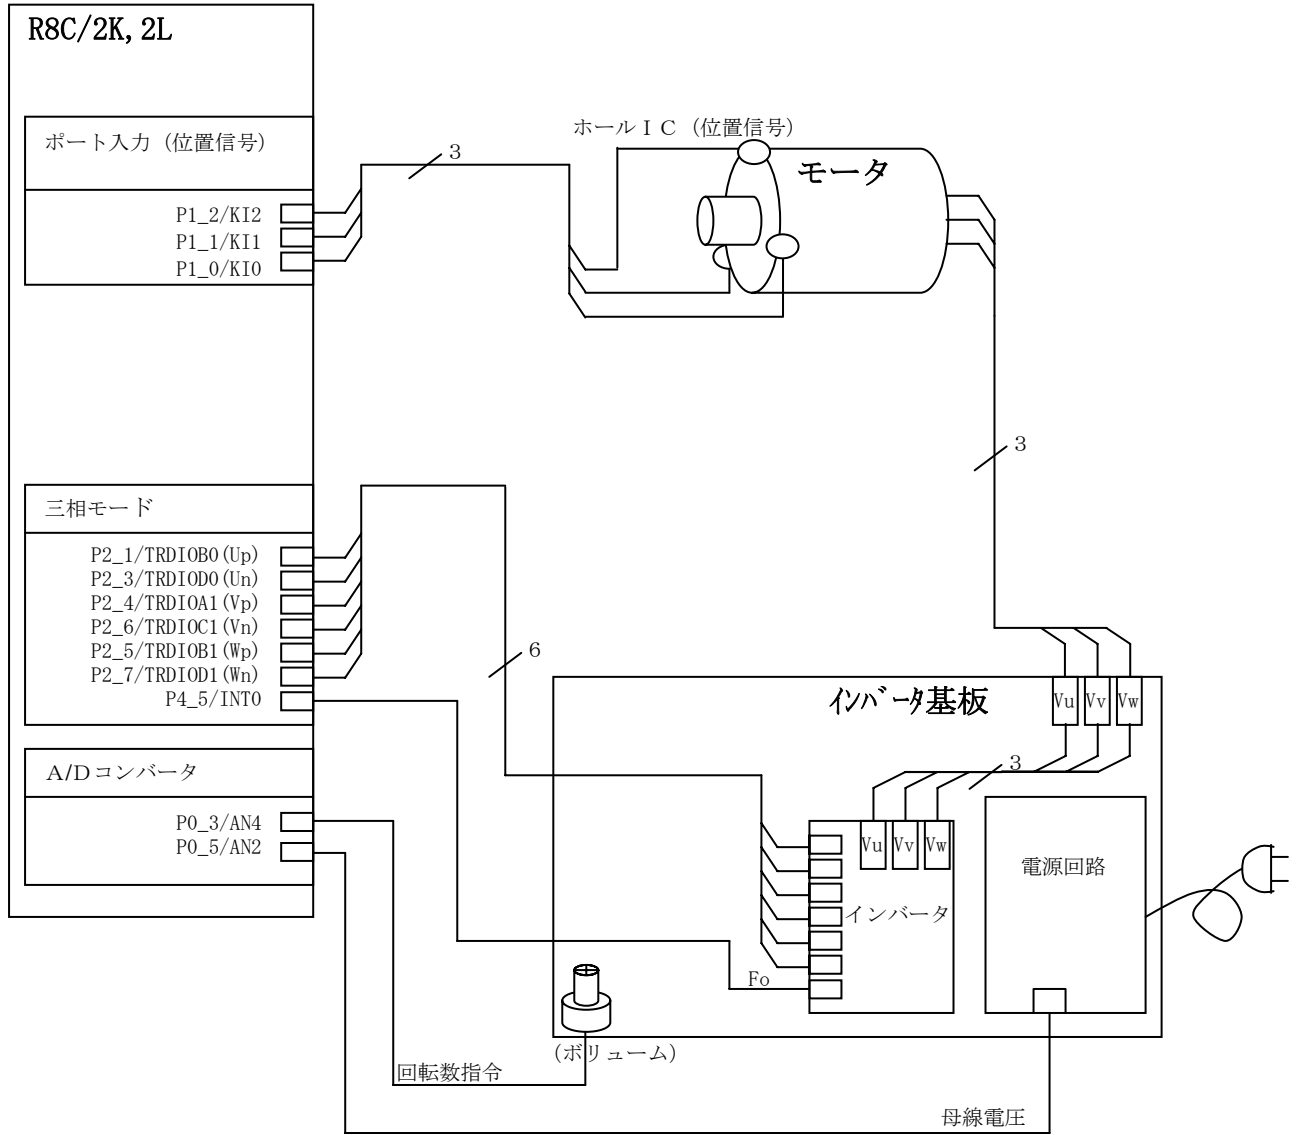 R8C/2K, 2L
ポート入力 (位置信号)
P1_2/KI2
P1_1/KI1
P1_0/KI0
3
ホールＩＣ (位置信号)
モータ
3
三相モード
P2_1/TRDIOB0(Up)
P2_3/TRDIOD0(Un)
P2_4/TRDIOA1(Vp)
P2_6/TRDIOC1(Vn)
P2_5/TRDIOB1(Wp)
P2_7/TRDIOD1(Wn)
P4_5/INT0
6
インバータ基板
Vu Vv Vw
3
A/Dコンバータ
P0_3/AN4
P0_5/AN2
Vu Vv Vw
インバータ
電源回路
Fo
(ボリューム)
回転数指令
母線電圧